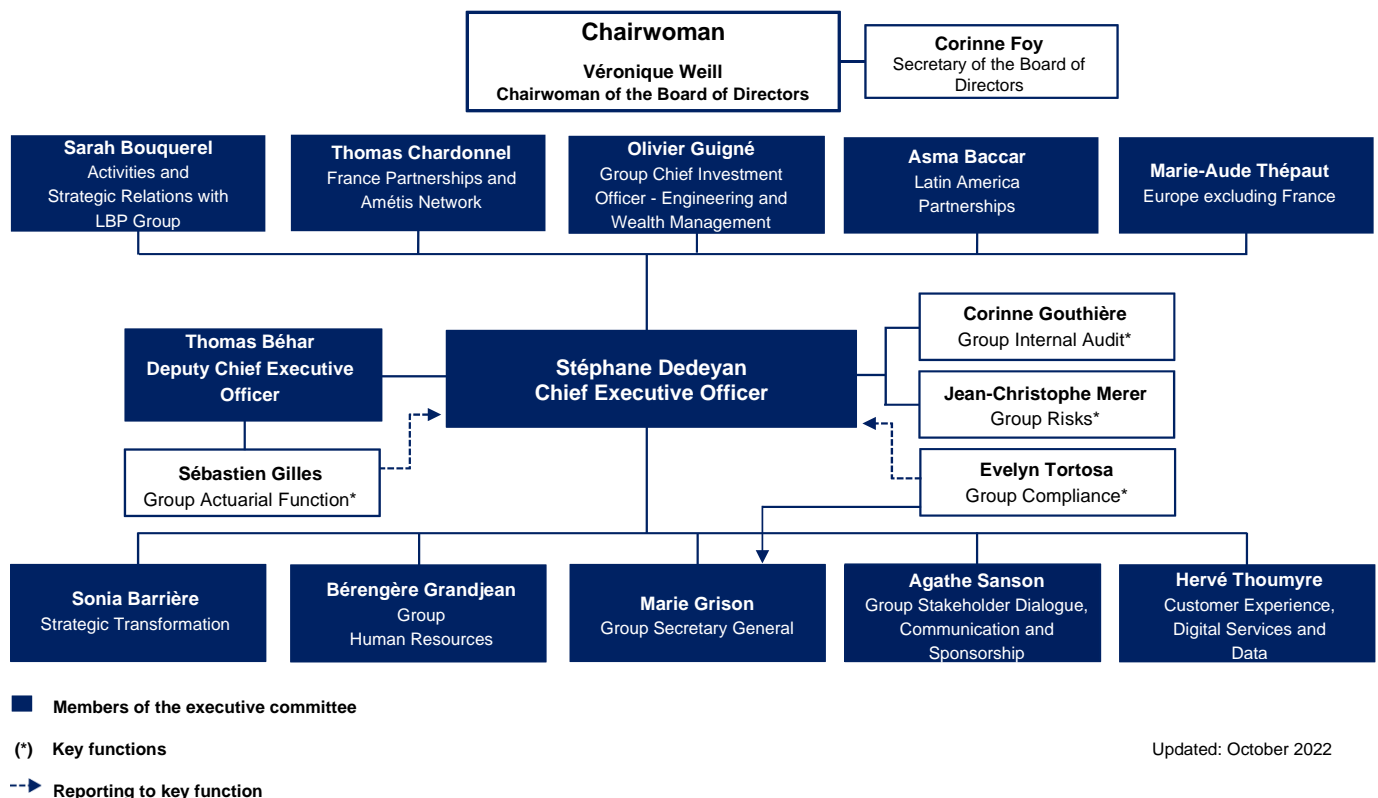 Chairwoman
Véronique Weill
Chairwoman of the Board of Directors
Corinne Foy
Secretary of the Board of
Directors
Sarah Bouquerel
Activities and
Strategic Relations with
LBP Group
Thomas Chardonnel
France Partnerships and
Amétis Network
Olivier Guigné
Group Chief Investment
Officer - Engineering and
Wealth Management
Asma Baccar
Latin America
Partnerships
Marie-Aude Thépaut
Europe excluding France
Thomas Béhar
Deputy Chief Executive
Officer
Stéphane Dedeyan
Chief Executive Officer
Corinne Gouthière
Group Internal Audit*
Jean-Christophe Merer
Group Risks*
Sébastien Gilles
Group Actuarial Function*
Evelyn Tortosa
Group Compliance*
Sonia Barrière
Strategic Transformation
Bérengère Grandjean
Group
Human Resources
Marie Grison
Group Secretary General
Agathe Sanson
Group Stakeholder Dialogue,
Communication and
Sponsorship
Hervé Thoumyre
Customer Experience,
Digital Services and
Data
Members of the executive committee
(*) Key functions
Updated: October 2022
Reporting to key function